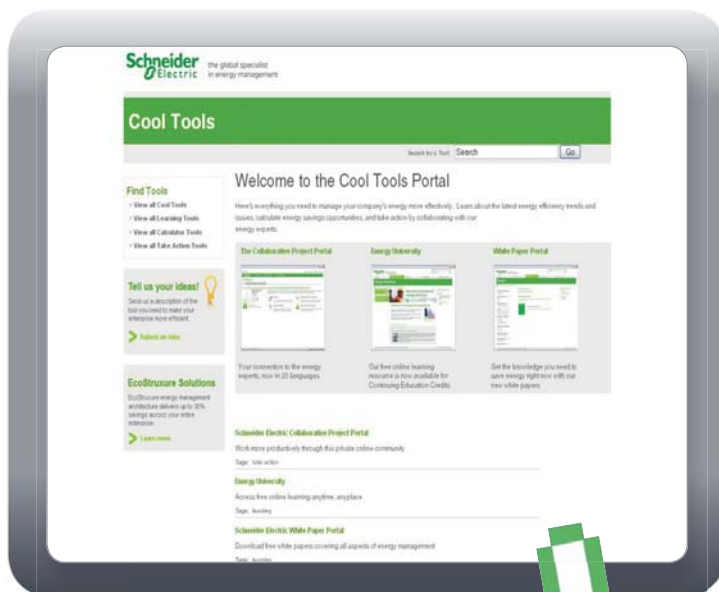 Schneider
Electric
the global specialist
in energy management
Cool Tools
Search for a Tool: Search Go
Find Tools
View all Cool Tools
View all Learning Tools
View all Calculator Tools
View all Take Action Tools
Tell us your ideas!
Send us a description of the
tool you need to make your
enterprise more efficient.
Submit an idea
EcoStruxure Solutions
EcoStruxure energy management
architecture delivers up to 30%
savings across your entire
enterprise.
Learn more
Welcome to the Cool Tools Portal
Here's everything you need to manage your company's energy more effectively. Learn about the latest energy efficiency trends and
issues, calculate energy savings opportunities, and take action by collaborating with our
energy experts.
The Collaborative Project Portal
Your connection to the energy
experts, now in 20 languages
Energy University
Our free online learning
resource is now available for
Continuing Education Credits
White Paper Portal
Get the knowledge you need to
save energy right now with our
new white papers
Schneider Electric Collaborative Project Portal
Work more productively through this private online community
Tags: take action
Energy University
Access free online learning anytime, anyplace
Tags: learning
Schneider Electric White Paper Portal
Download free white papers covering all aspects of energy management
Tags: learning